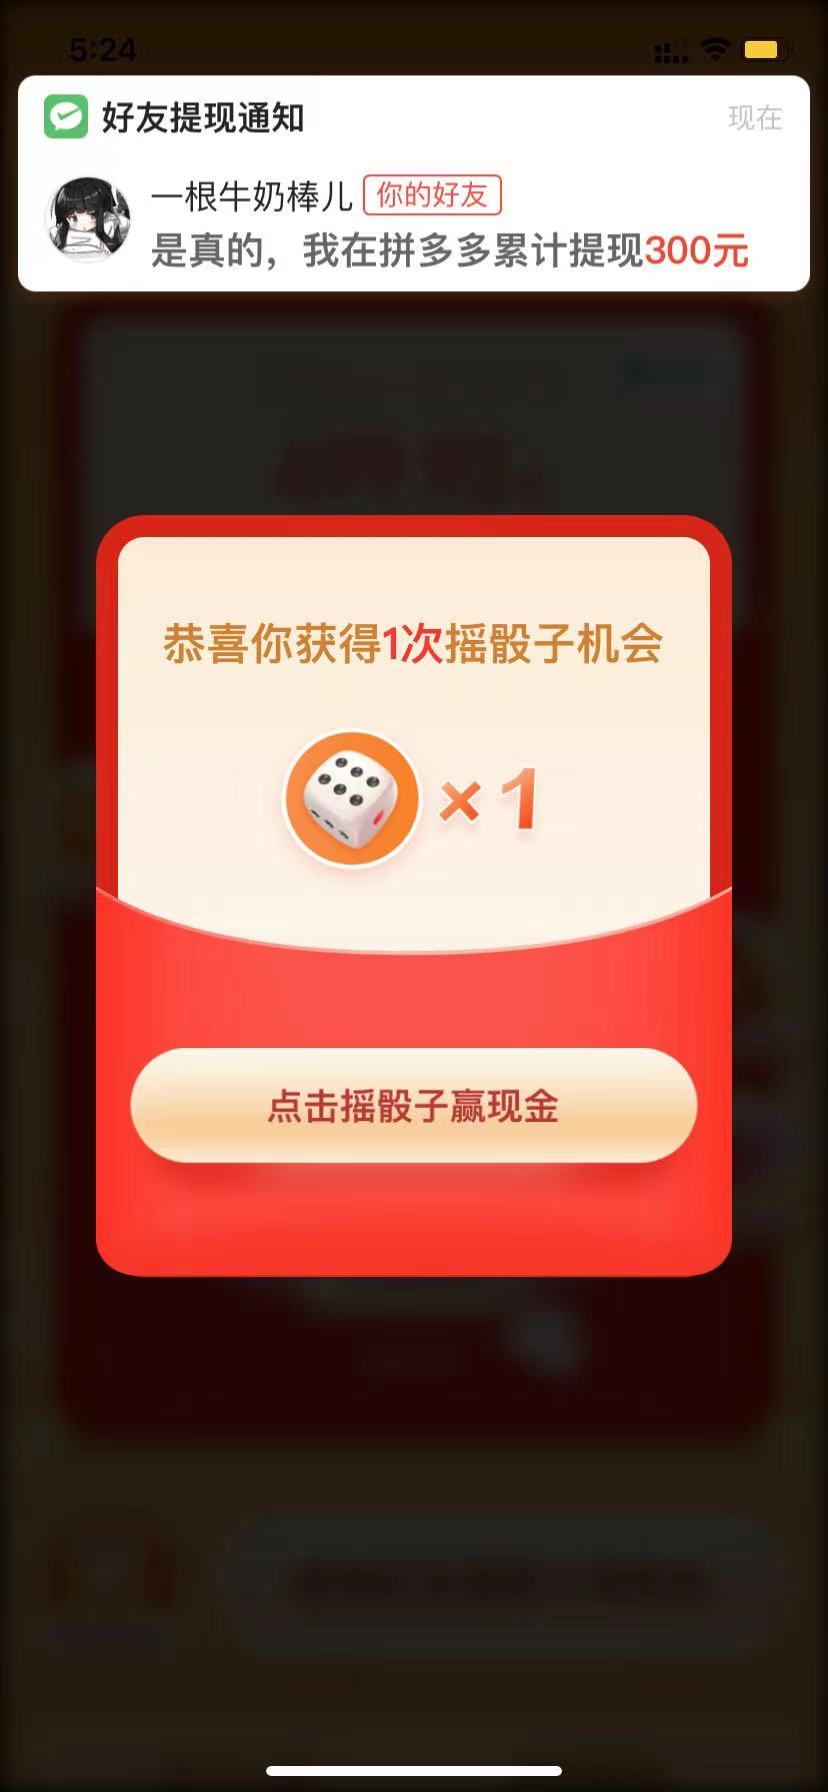 5:24
好友提现通知
现在
一根牛奶棒儿 你的好友
是真的，我在拼多多累计提现300元
恭喜你获得1次摇骰子机会
×1
点击摇骰子赢现金